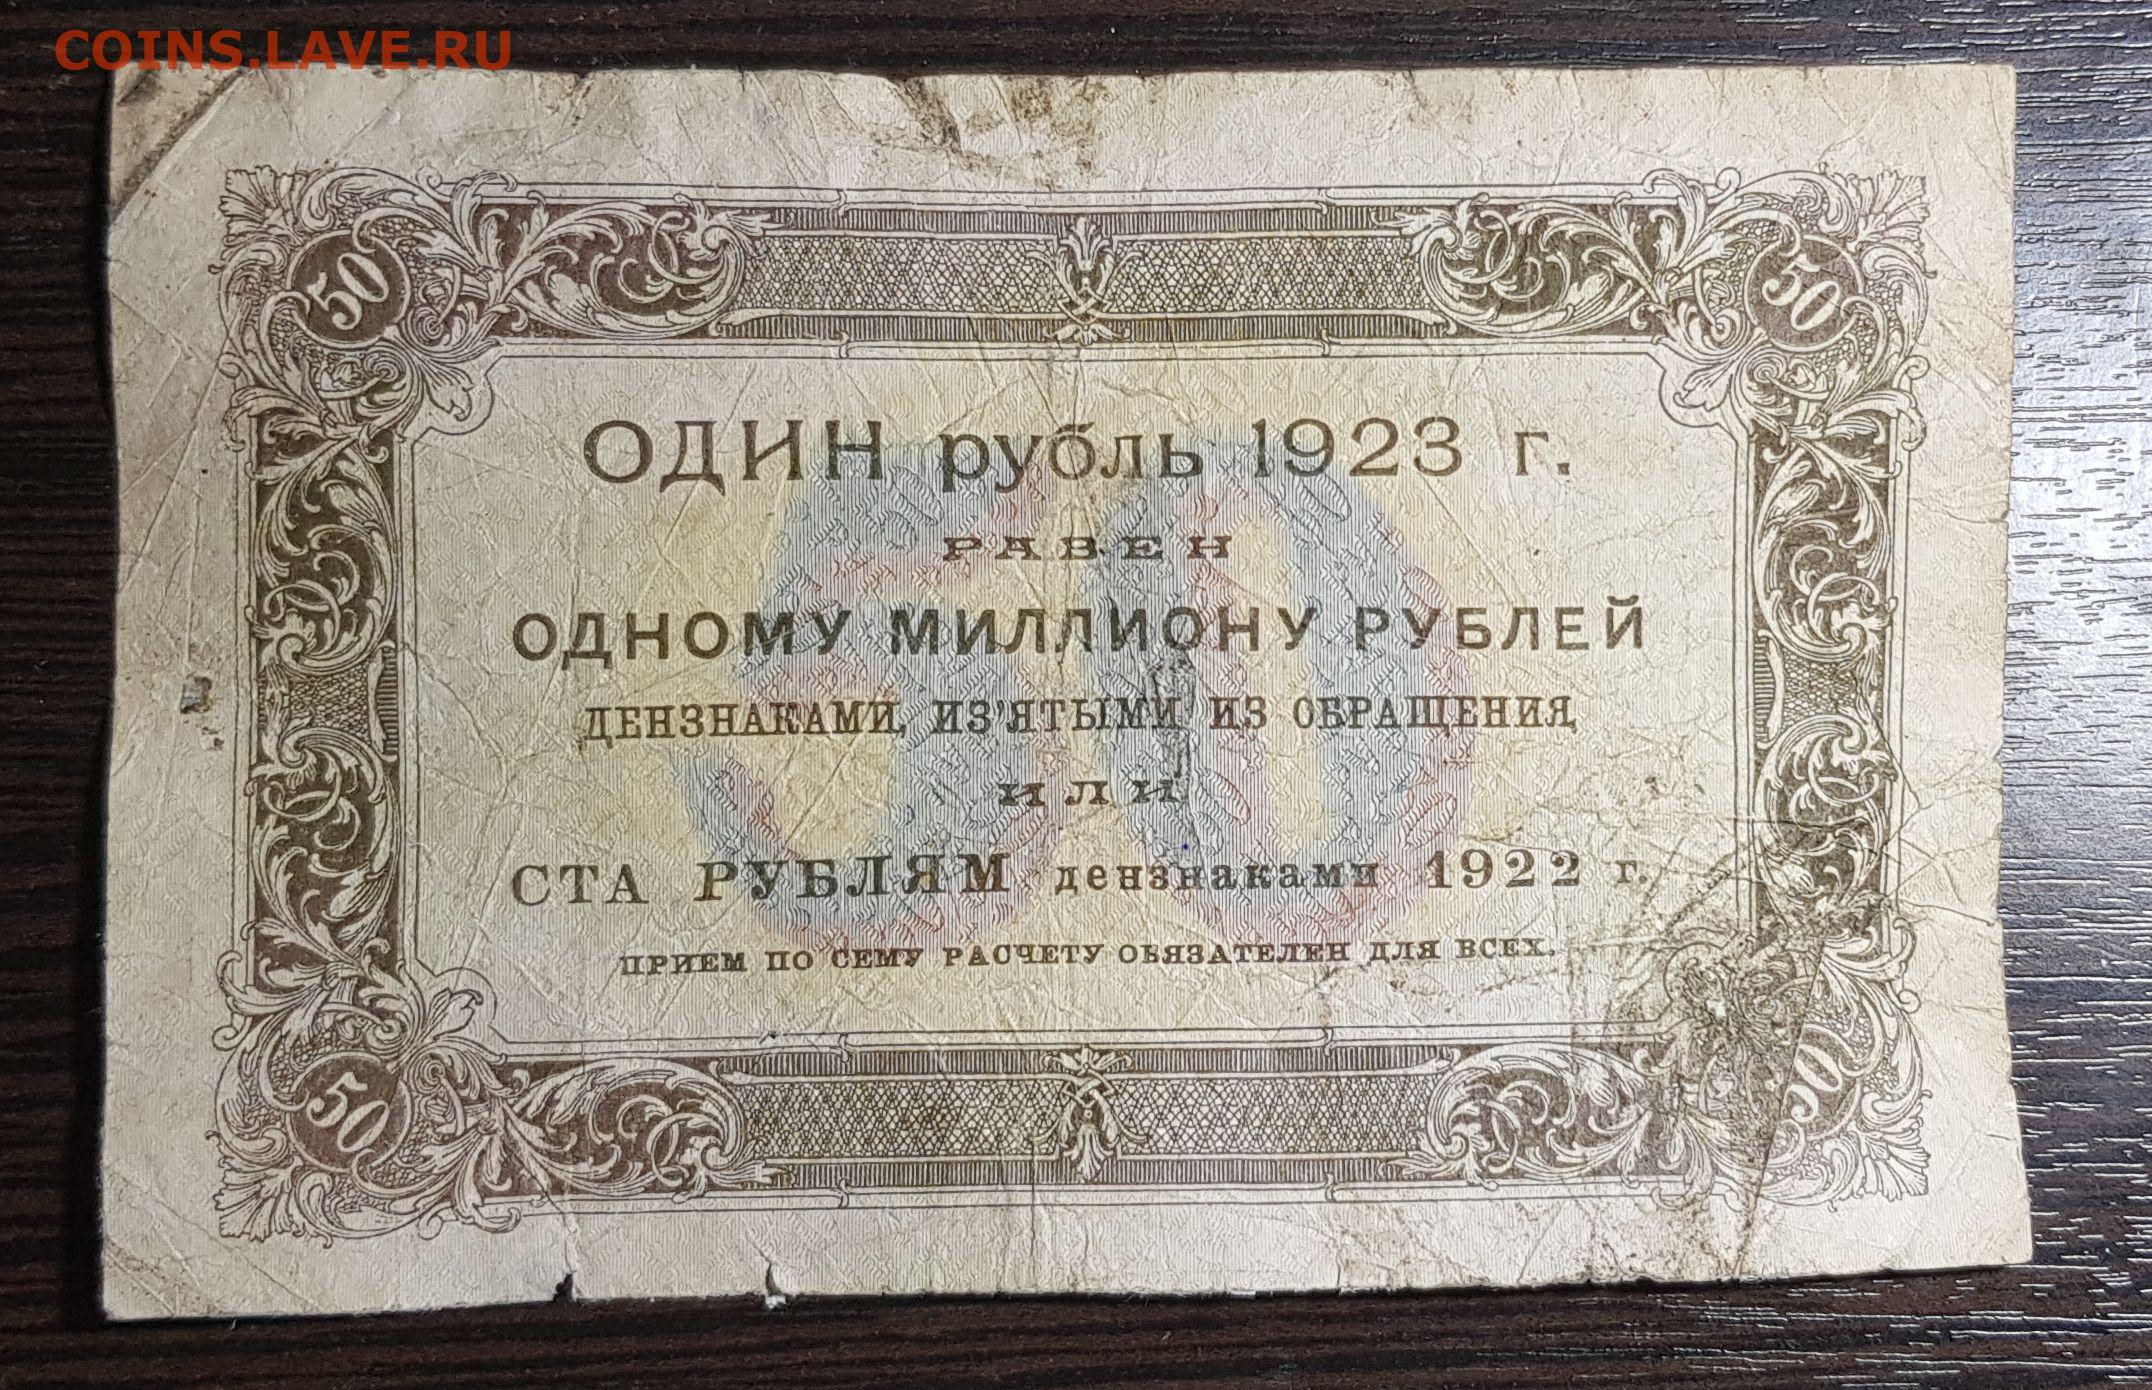 COINS.LAVE.RU
50 50
ОДИН рубль 1923 г.
РАВЕН
ОДНОМУ МИЛЛИОНУ РУБЛЕЙ
ДЕНЗНАКАМИ, ИЗ'ЯТЫМИ ИЗ ОБРАЩЕНИЯ,
ИЛИ
СТА РУБЛЯМ дензнаками 1922 г.
ПРИЕМ ПО СЕМУ РАСЧЕТУ ОБЯЗАТЕЛЕН ДЛЯ ВСЕХ.
50 50
50